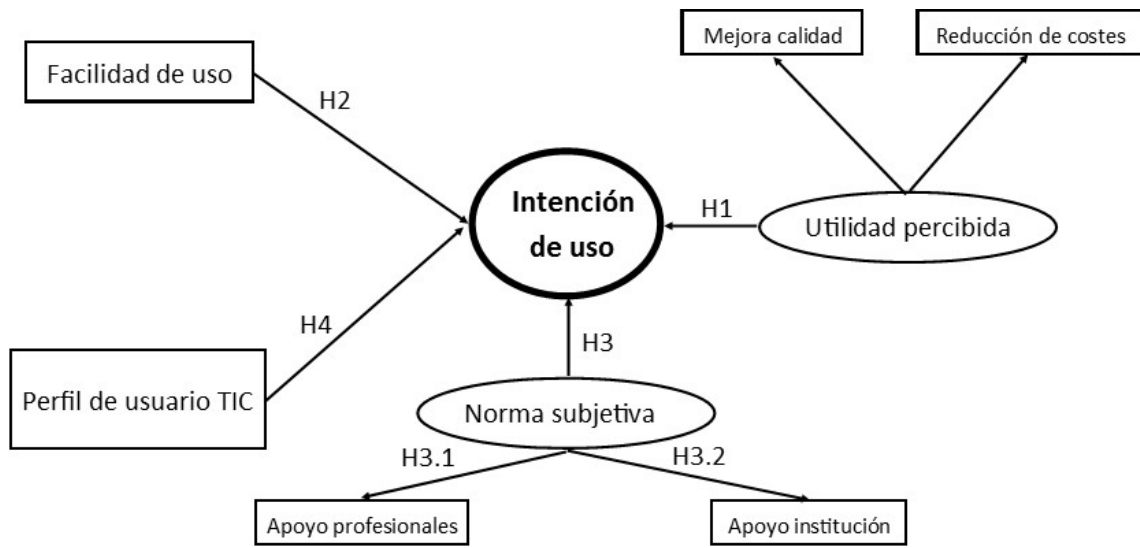 Mejora calidad
Reducción de costes
Facilidad de uso
H2
Intención
de uso
H1
Utilidad percibida
H4
H3
Perfil de usuario TIC
Norma subjetiva
H3.1
H3.2
Apoyo profesionales
Apoyo institución